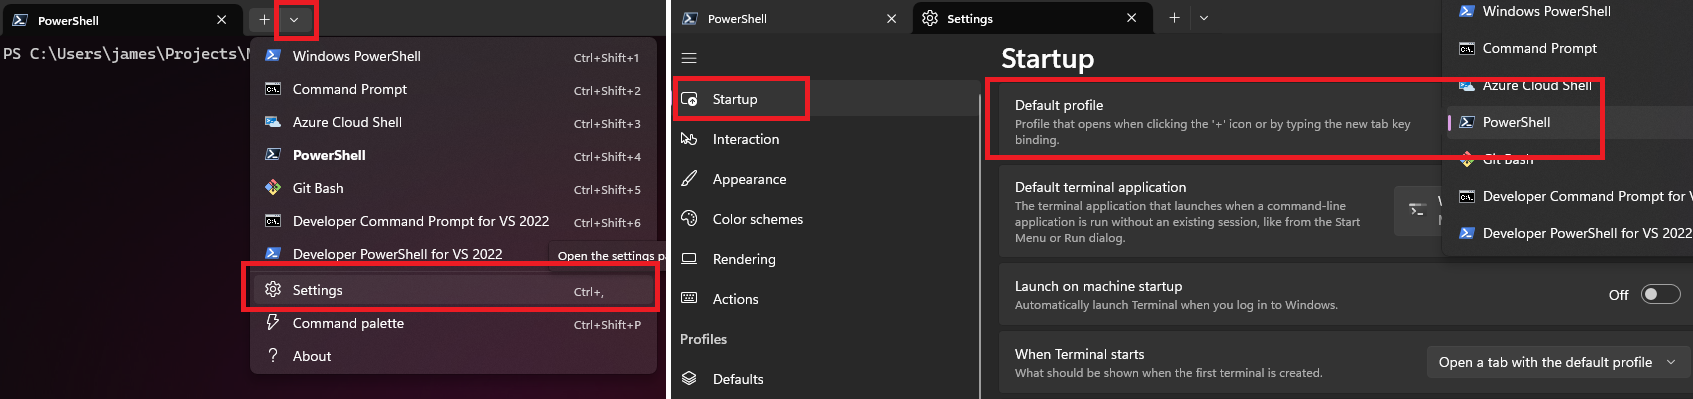 PowerShell
PS C:\Users\james\Projects\
Windows PowerShell Ctrl+Shift+1
Command Prompt Ctrl+Shift+2
Azure Cloud Shell Ctrl+Shift+3
PowerShell Ctrl+Shift+4
Git Bash Ctrl+Shift+5
Developer Command Prompt for VS 2022 Ctrl+Shift+6
Developer PowerShell for VS 2022
Open the settings
Settings Ctrl+,
Command palette Ctrl+Shift+P
? About
PowerShell
Settings
Startup
Interaction
Appearance
Color schemes
Rendering
Actions
Profiles
Defaults
Startup
Default profile
Profile that opens when clicking the '+' icon or by typing the new tab key
binding.
Default terminal application
The terminal application that launches when a command-line
application is run without an existing session, like from the Start
Menu or Run dialog.
Launch on machine startup
Automatically launch Terminal when you log in to Windows.
Off
When Terminal starts
What should be shown when the first terminal is created.
Open a tab with the default profile
Windows PowerShell
Command Prompt
Azure Cloud Shell
PowerShell
Git Bash
Developer Command Prompt for
Developer PowerShell for VS 2022